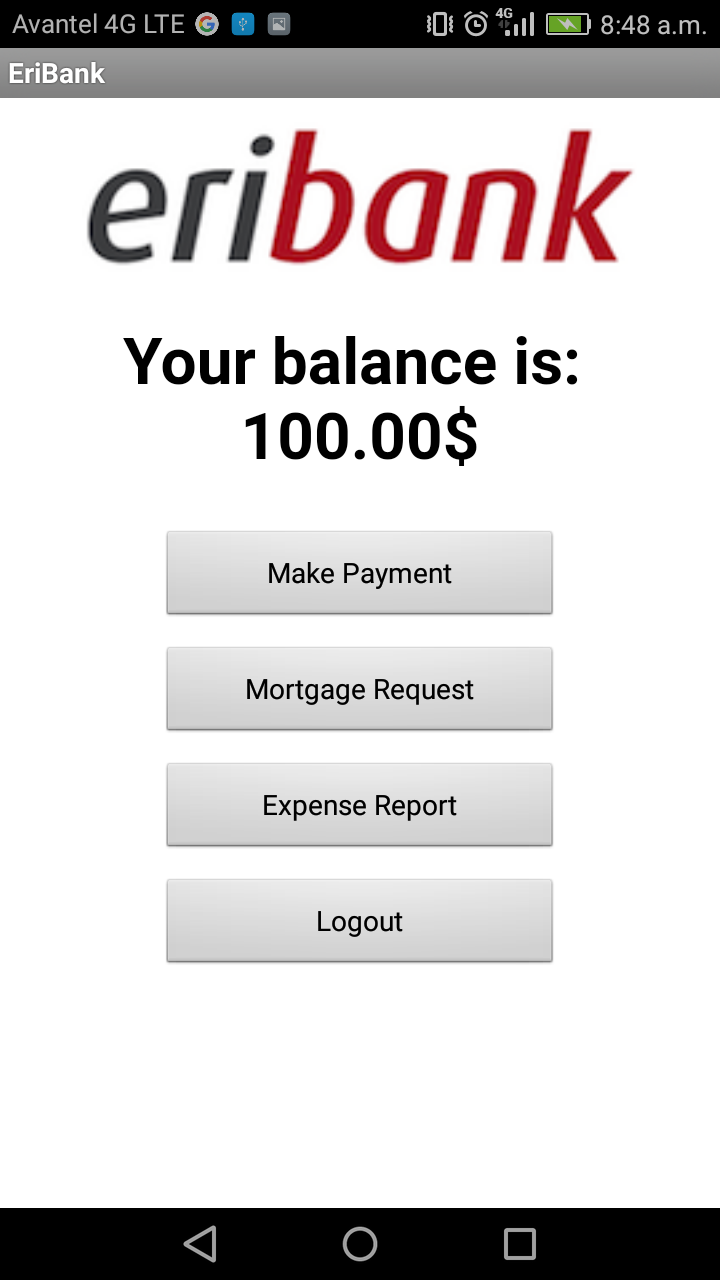 Avantel 4G LTE 4G 8:48 a.m.
EriBank
eribank
Your balance is:
100.00$
Make Payment
Mortgage Request
Expense Report
Logout